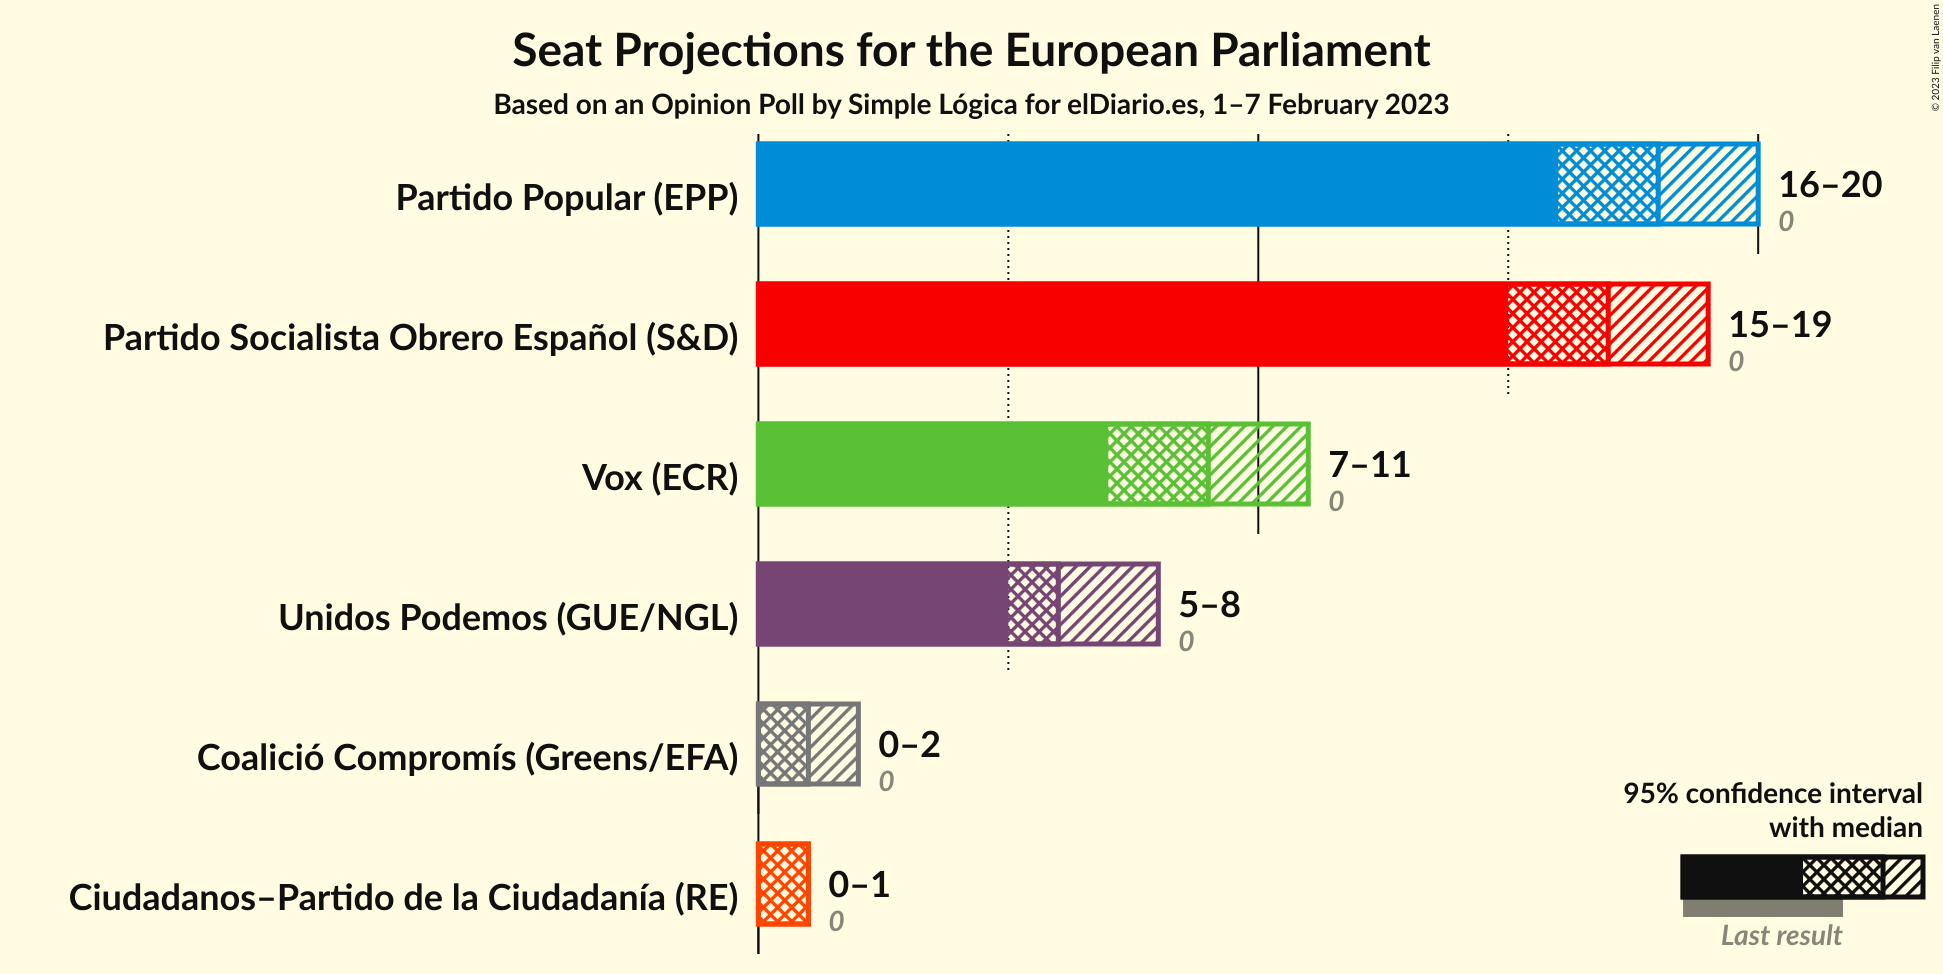 Seat Projections for the European Parliament
Based on an Opinion Poll by Simple Lógica for elDiario.es, 1–7 February 2023
© 2023 Filip van Laenen
Partido Popular (EPP)
16–20
0
Partido Socialista Obrero Español (S&D)
15–19
0
Vox (ECR)
7–11
0
Unidos Podemos (GUE/NGL)
5–8
0
Coalició Compromís (Greens/EFA)
0–2
0
Ciudadanos–Partido de la Ciudadanía (RE)
0–1
0
95% confidence interval
with median
Last result